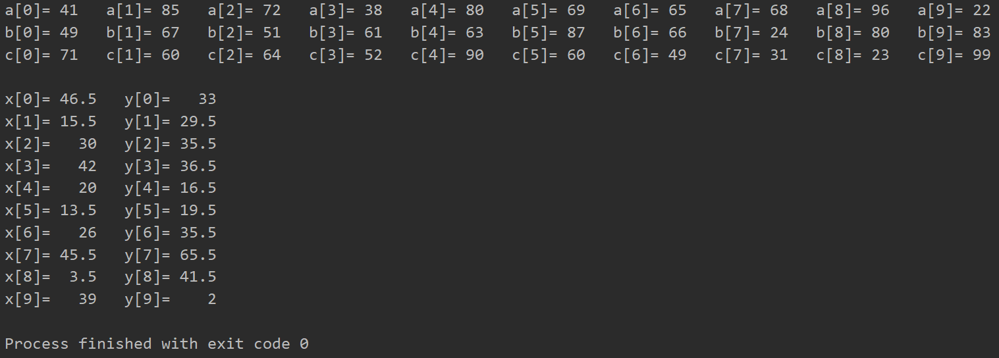 a[0]= 41   a[1]= 85   a[2]= 72   a[3]= 38   a[4]= 80   a[5]= 69   a[6]= 65   a[7]= 68   a[8]= 96   a[9]= 22
b[0]= 49   b[1]= 67   b[2]= 51   b[3]= 61   b[4]= 63   b[5]= 87   b[6]= 66   b[7]= 24   b[8]= 80   b[9]= 83
c[0]= 71   c[1]= 60   c[2]= 64   c[3]= 52   c[4]= 90   c[5]= 60   c[6]= 49   c[7]= 31   c[8]= 23   c[9]= 99
x[0]= 46.5   y[0]=   33
x[1]= 15.5   y[1]= 29.5
x[2]=   30   y[2]= 35.5
x[3]=   42   y[3]= 36.5
x[4]=   20   y[4]= 16.5
x[5]= 13.5   y[5]= 19.5
x[6]=   26   y[6]= 35.5
x[7]= 45.5   y[7]= 65.5
x[8]=  3.5   y[8]= 41.5
x[9]=   39   y[9]=    2
Process finished with exit code 0